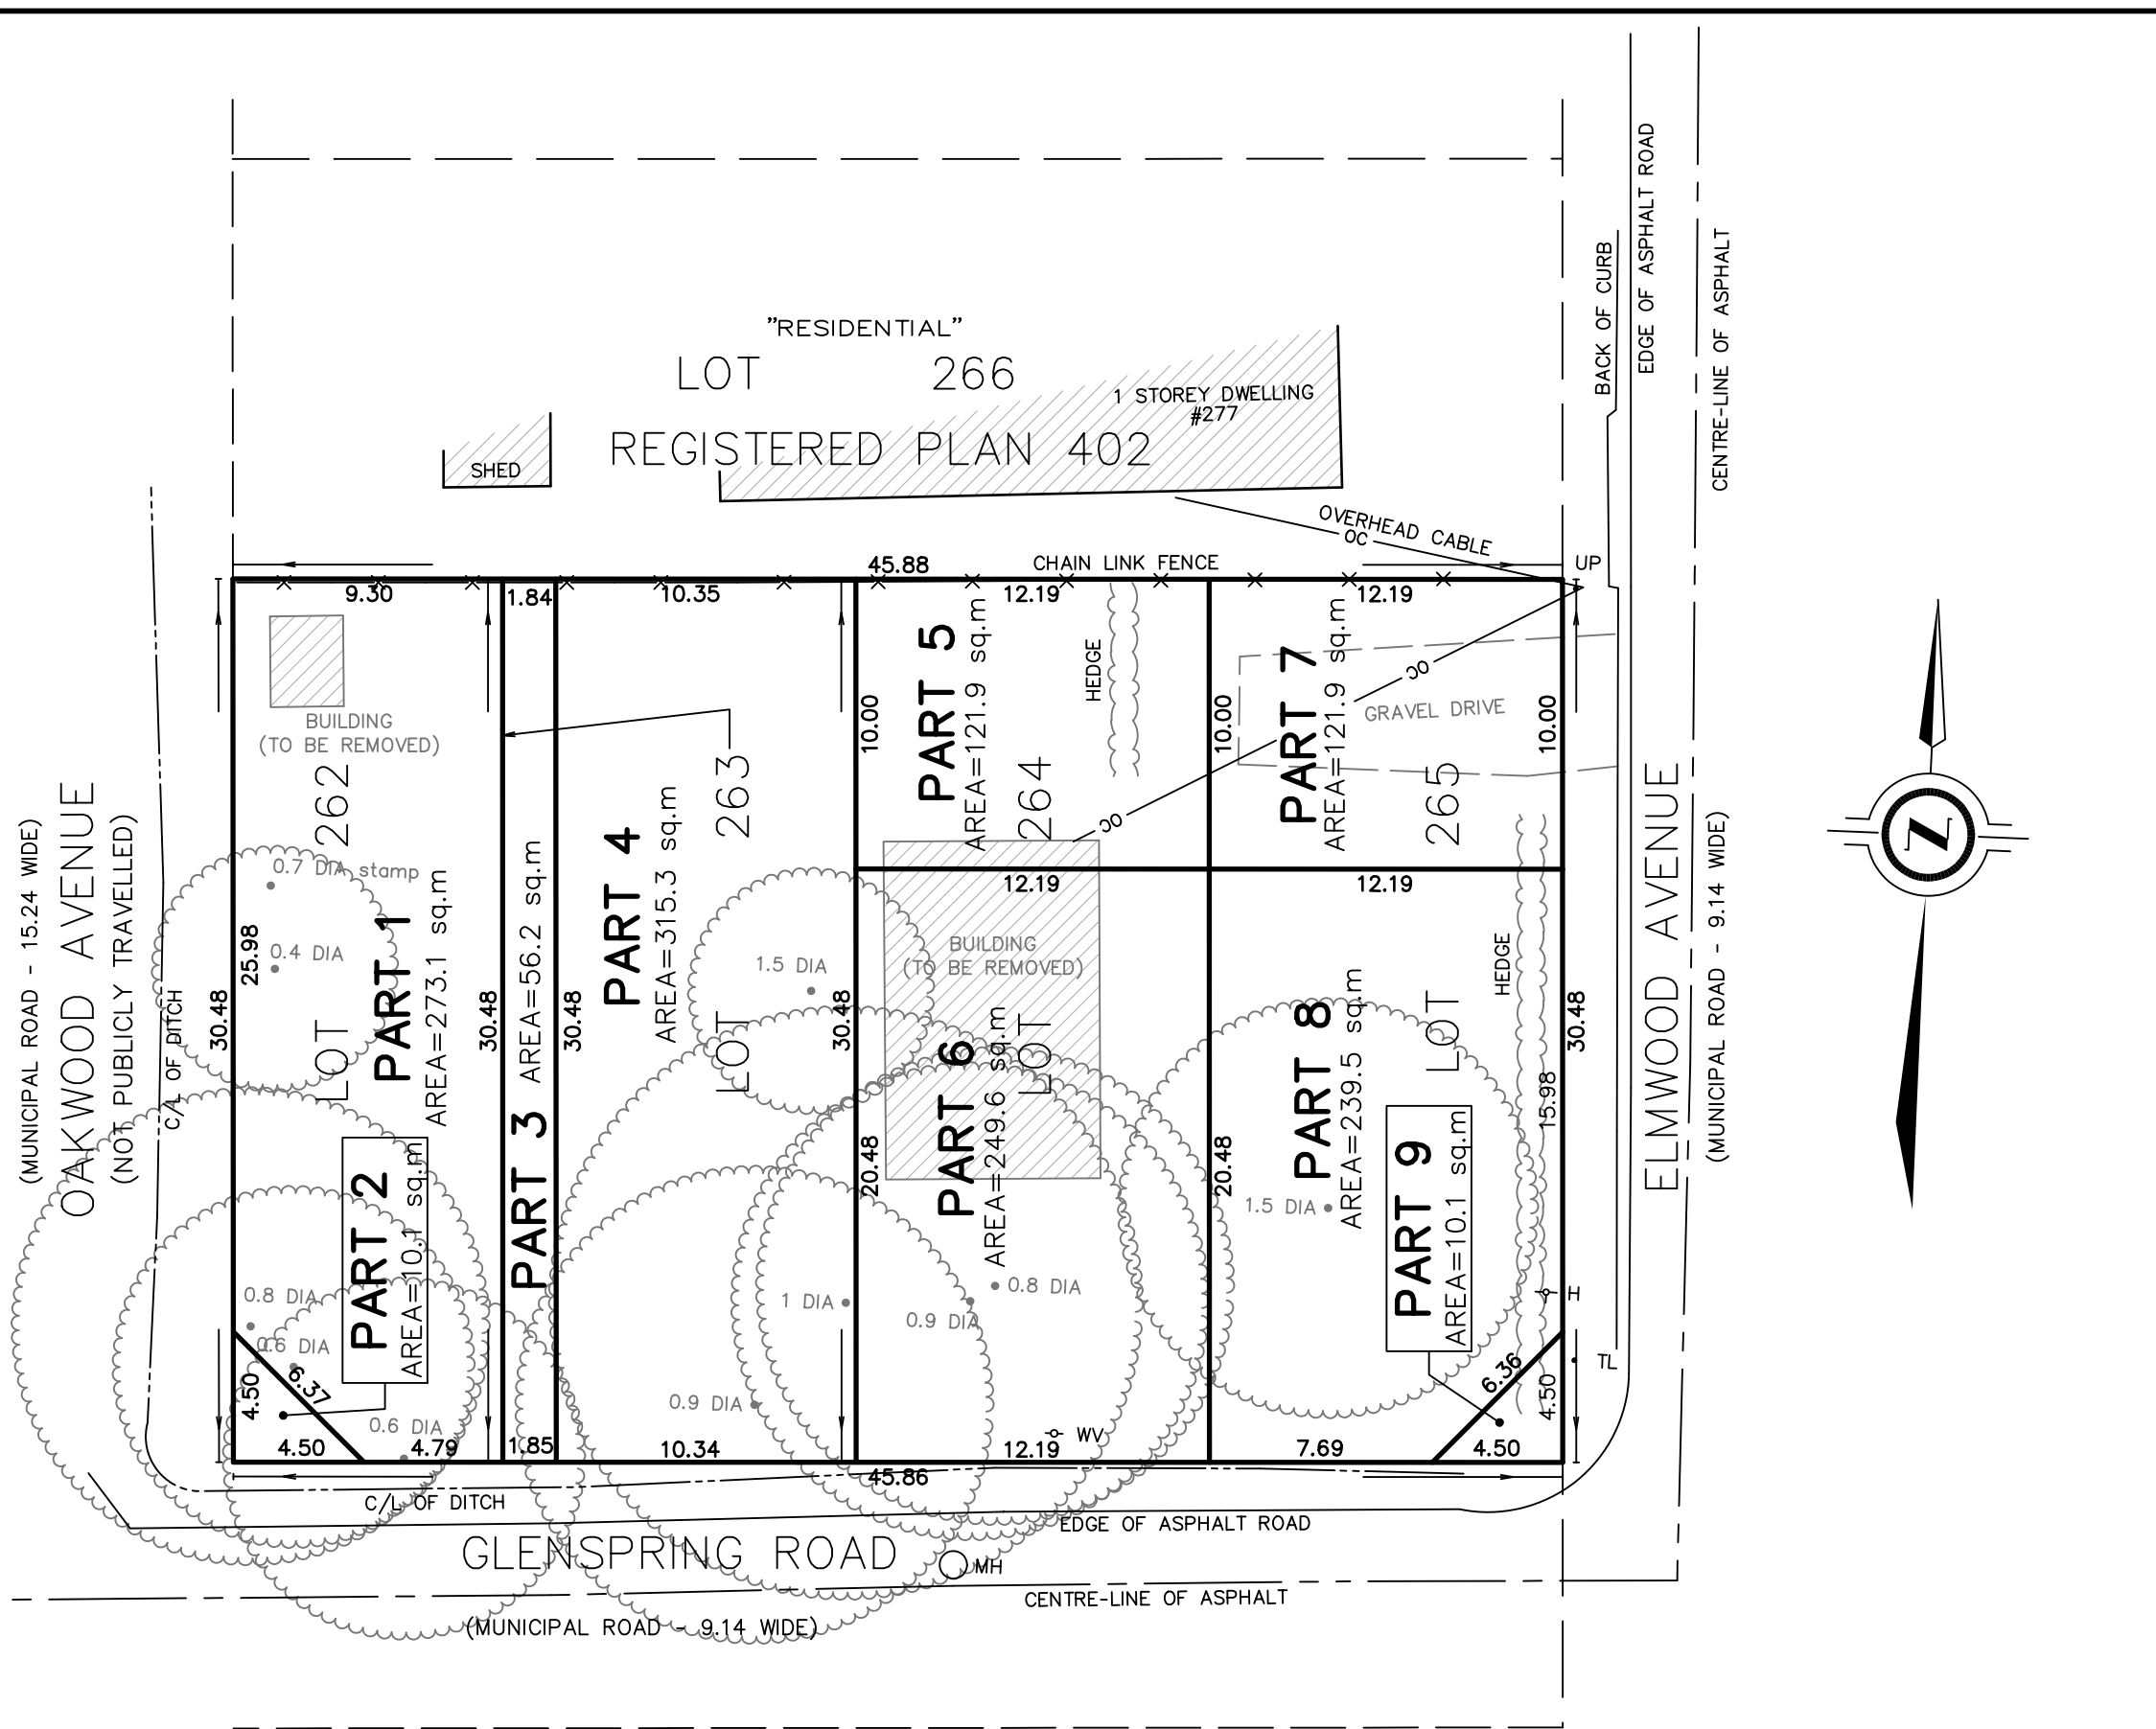 "RESIDENTIAL"
LOT 266
REGISTERED PLAN 402
1 STOREY DWELLING
#277
SHED
OVERHEAD CABLE
OC
CHAIN LINK FENCE
UP
BACK OF CURB
EDGE OF ASPHALT ROAD
CENTRE-LINE OF ASPHALT
45.88
9.30
1.84
10.35
12.19
12.19
BUILDING
(TO BE REMOVED)
LOT 262
PART 1
AREA=273.1 sq.m
0.7 DIA stamp
0.4 DIA
25.98
30.48
30.48
PART 2
AREA=10.1 sq.m
0.8 DIA
0.6 DIA
0.6 DIA
6.37
4.50
4.50
4.79
PART 3 AREA=56.2 sq.m
1.85
30.48
PART 4
AREA=315.3 sq.m
LOT 263
1.5 DIA
30.48
1 DIA
0.9 DIA
10.34
PART 5
AREA=121.9 sq.m
HEDGE
10.00
LOT 264
OC
12.19
BUILDING
(TO BE REMOVED)
PART 6
AREA=249.6 sq.m
20.48
0.8 DIA
0.9 DIA
WV
12.19
PART 7
AREA=121.9 sq.m
OC
GRAVEL DRIVE
10.00
10.00
LOT 265
12.19
HEDGE
PART 8
AREA=239.5 sq.m
20.48
1.5 DIA
7.69
PART 9
AREA=10.1 sq.m
15.98
30.48
H
TL
6.36
4.50
4.50
45.86
(MUNICIPAL ROAD - 15.24 WIDE)
OAKWOOD AVENUE
(NOT PUBLICLY TRAVELLED)
C/L OF DITCH
ELMWOOD AVENUE
(MUNICIPAL ROAD - 9.14 WIDE)
N
C/L OF DITCH
EDGE OF ASPHALT ROAD
GLENSPRING ROAD
MH
CENTRE-LINE OF ASPHALT
(MUNICIPAL ROAD - 9.14 WIDE)